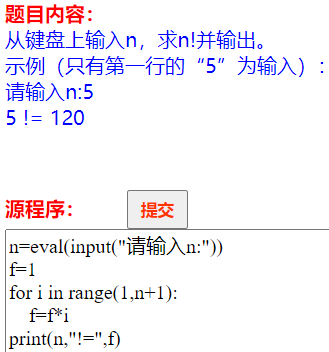 题目内容：
从键盘上输入n，求n!并输出。
示例（只有第一行的“5”为输入）：
请输入n:5
5 != 120
源程序： 提交
n=eval(input("请输入n:"))
f=1
for i in range(1,n+1):
    f=f*i
print(n,"!=",f)